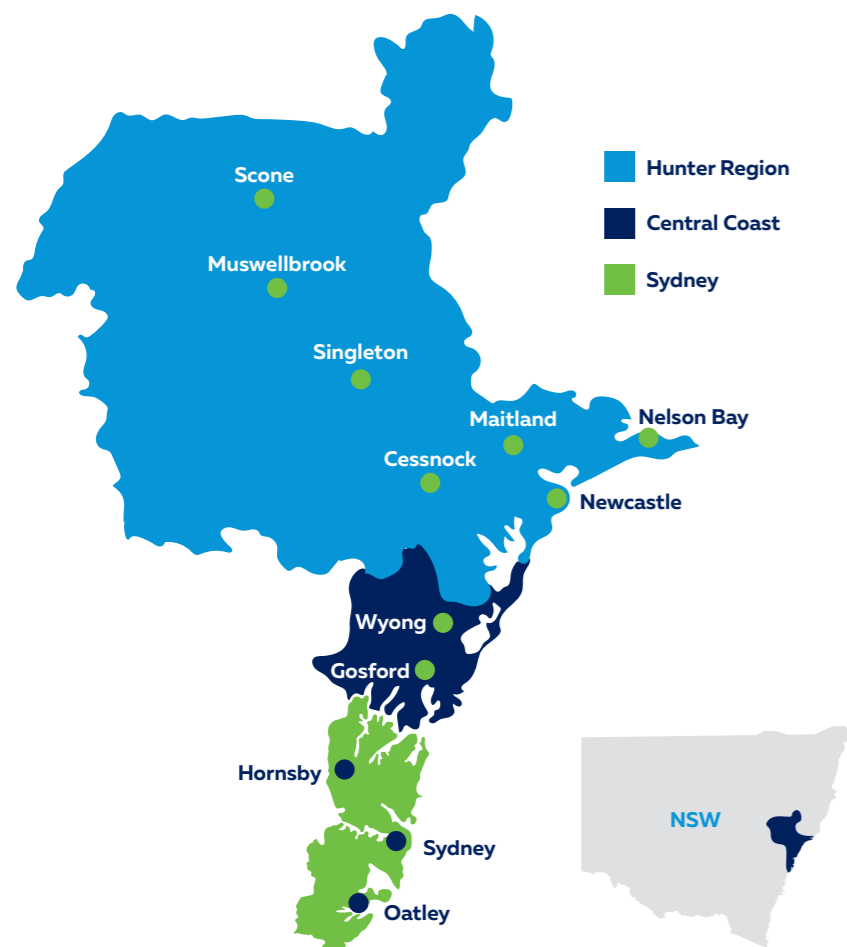 Scone
Hunter Region
Central Coast
Muswellbrook
Sydney
Singleton
Maitland
Nelson Bay
Cessnock
Newcastle
Wyong
Gosford
Hornsby
NSW
Sydney
Oatley